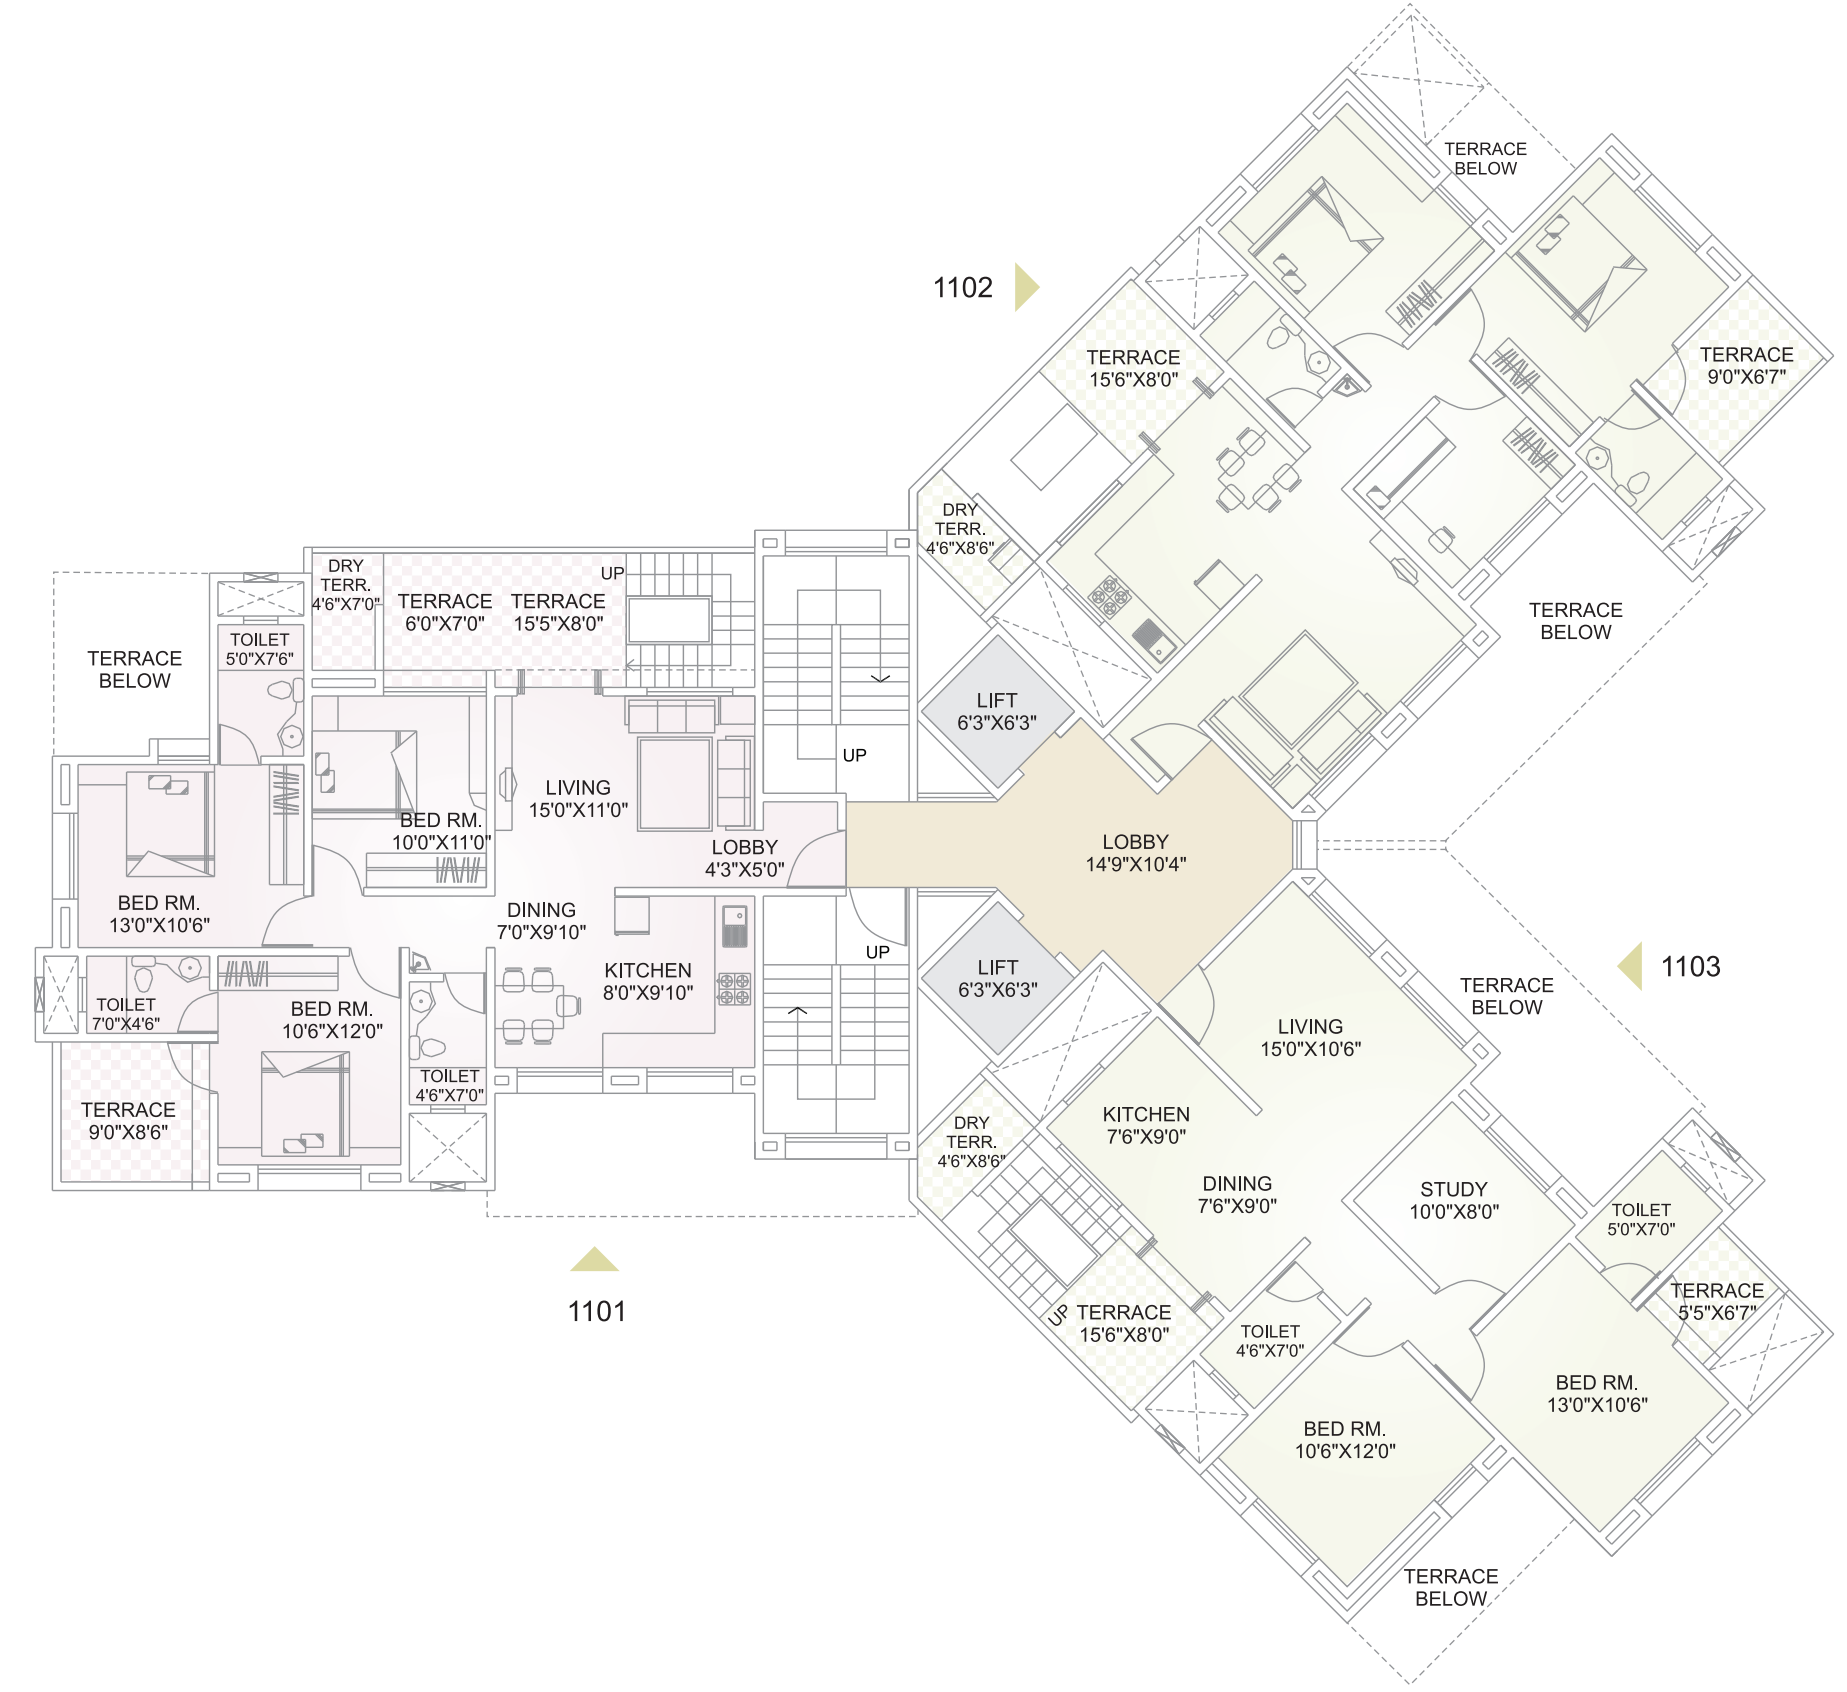 TERRACE
BELOW
1102
TERRACE
15'6"X8'0"
TERRACE
9'0"X6'7"
DRY
TERR.
4'6"X8'6"
TERRACE
BELOW
DRY
TERR.
4'6"X7'0"
UP
TERRACE
6'0"X7'0"
TERRACE
15'5"X8'0"
TOILET
5'0"X7'6"
TERRACE
BELOW
LIFT
6'3"X6'3"
UP
LIVING
15'0"X11'0"
BED RM.
10'0"X11'0"
LOBBY
4'3"X5'0"
LOBBY
14'9"X10'4"
BED RM.
13'0"X10'6"
DINING
7'0"X9'10"
UP
KITCHEN
8'0"X9'10"
LIFT
6'3"X6'3"
1103
TERRACE
BELOW
TOILET
7'0"X4'6"
BED RM.
10'6"X12'0"
LIVING
15'0"X10'6"
TOILET
4'6"X7'0"
TERRACE
9'0"X8'6"
KITCHEN
7'6"X9'0"
DRY
TERR.
4'6"X8'6"
DINING
7'6"X9'0"
STUDY
10'0"X8'0"
TOILET
5'0"X7'0"
1101
UP
TERRACE
15'6"X8'0"
TERRACE
5'5"X6'7"
TOILET
4'6"X7'0"
BED RM.
13'0"X10'6"
BED RM.
10'6"X12'0"
TERRACE
BELOW